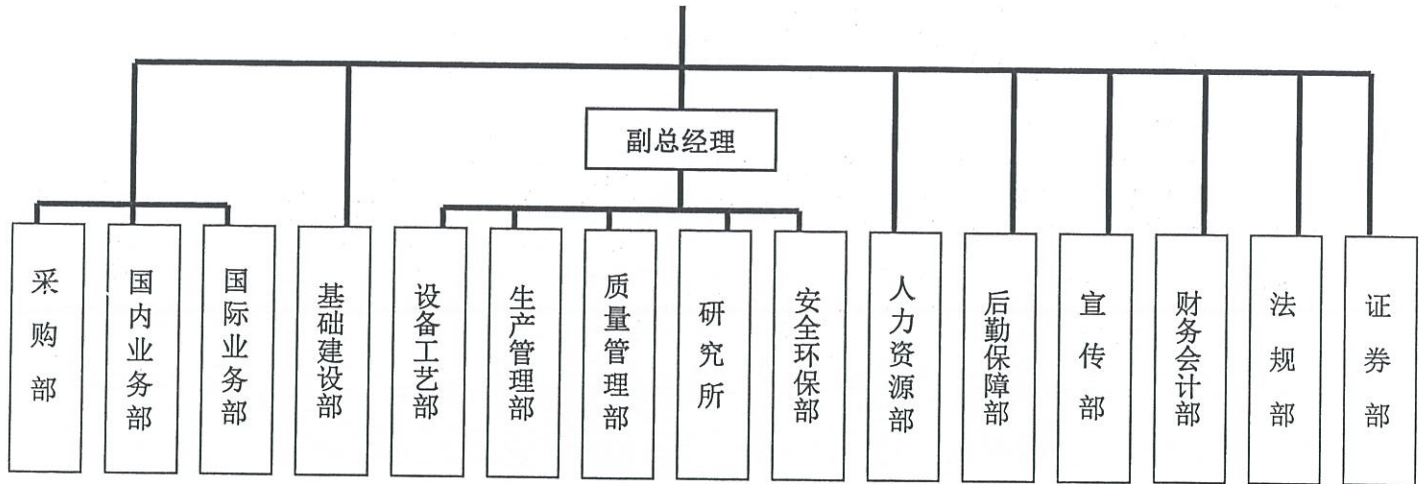 副总经理
采购部
国内业务部
国际业务部
基础建设部
设备工艺部
生产管理部
质量管理部
研究所
安全环保部
人力资源部
后勤保障部
宣传部
财务会计部
法规部
证券部